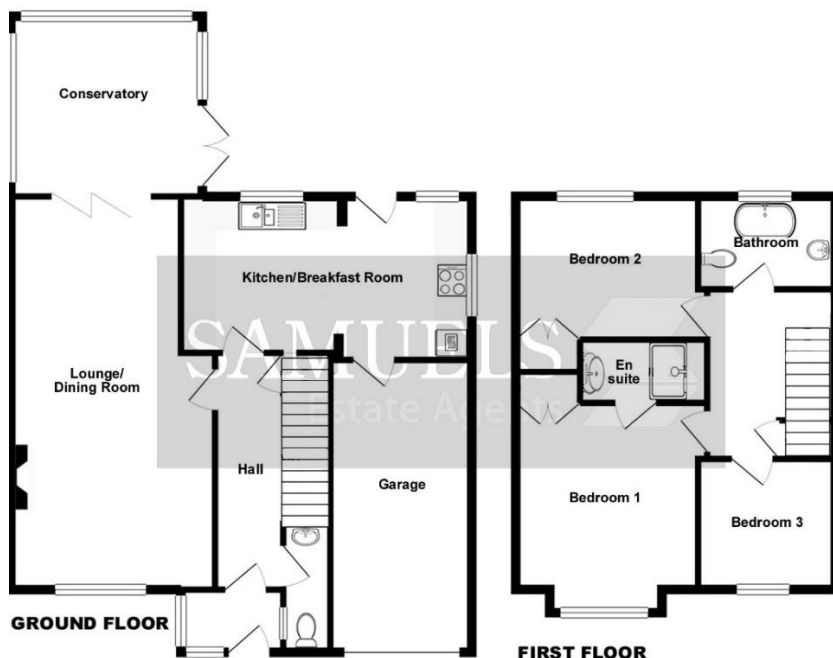 Conservatory
Kitchen/Breakfast Room
Lounge/
Dining Room
Hall
Garage
GROUND FLOOR
Bedroom 2
Bathroom
En
suite
Bedroom 1
Bedroom 3
FIRST FLOOR
SAMUELS
Estate Agents